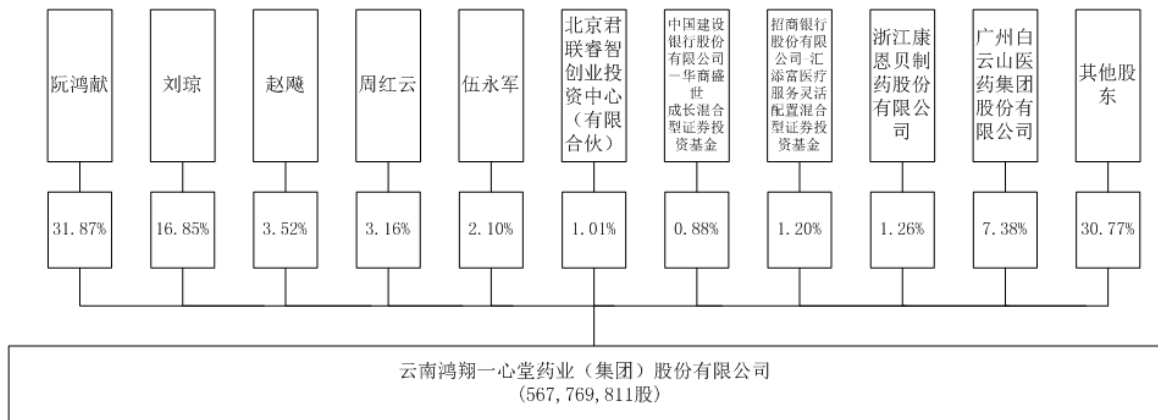 阮鸿献
刘琼
赵飚
周红云
伍永军
北京君
联睿智
创业投
资中心
（有限
合伙）
中国建设
银行股份
有限公司
－华商盛
世
成长混合
型证券投
资基金
招商银行
股份有限
公司-汇
添富医疗
服务灵活
配置混合
型证券投
资基金
浙江康
恩贝制
药股份
有限公
司
广州白
云山医
药集团
股份有
限公司
其他股
东
31.87%
16.85%
3.52%
3.16%
2.10%
1.01%
0.88%
1.20%
1.26%
7.38%
30.77%
云南鸿翔一心堂药业（集团）股份有限公司
(567,769,811股)